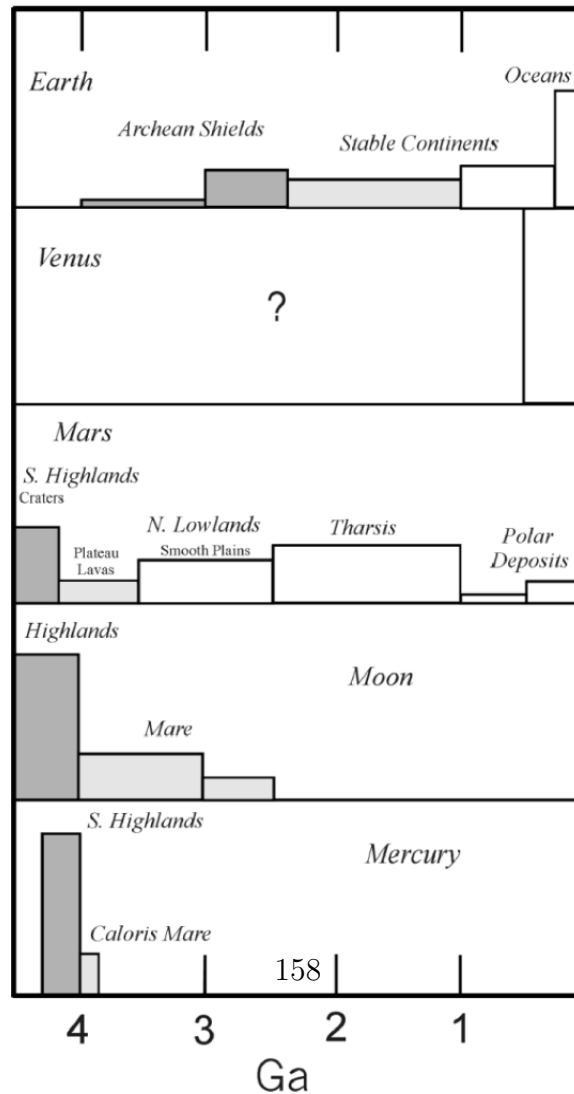 Earth
Oceans
Archean Shields
Stable Continents
Venus
?
Mars
S. Highlands
Craters
Plateau
Lavas
N. Lowlands
Smooth Plains
Tharsis
Polar
Deposits
Highlands
Moon
Mare
S. Highlands
Mercury
Caloris Mare
158
4 3 2 1
Ga